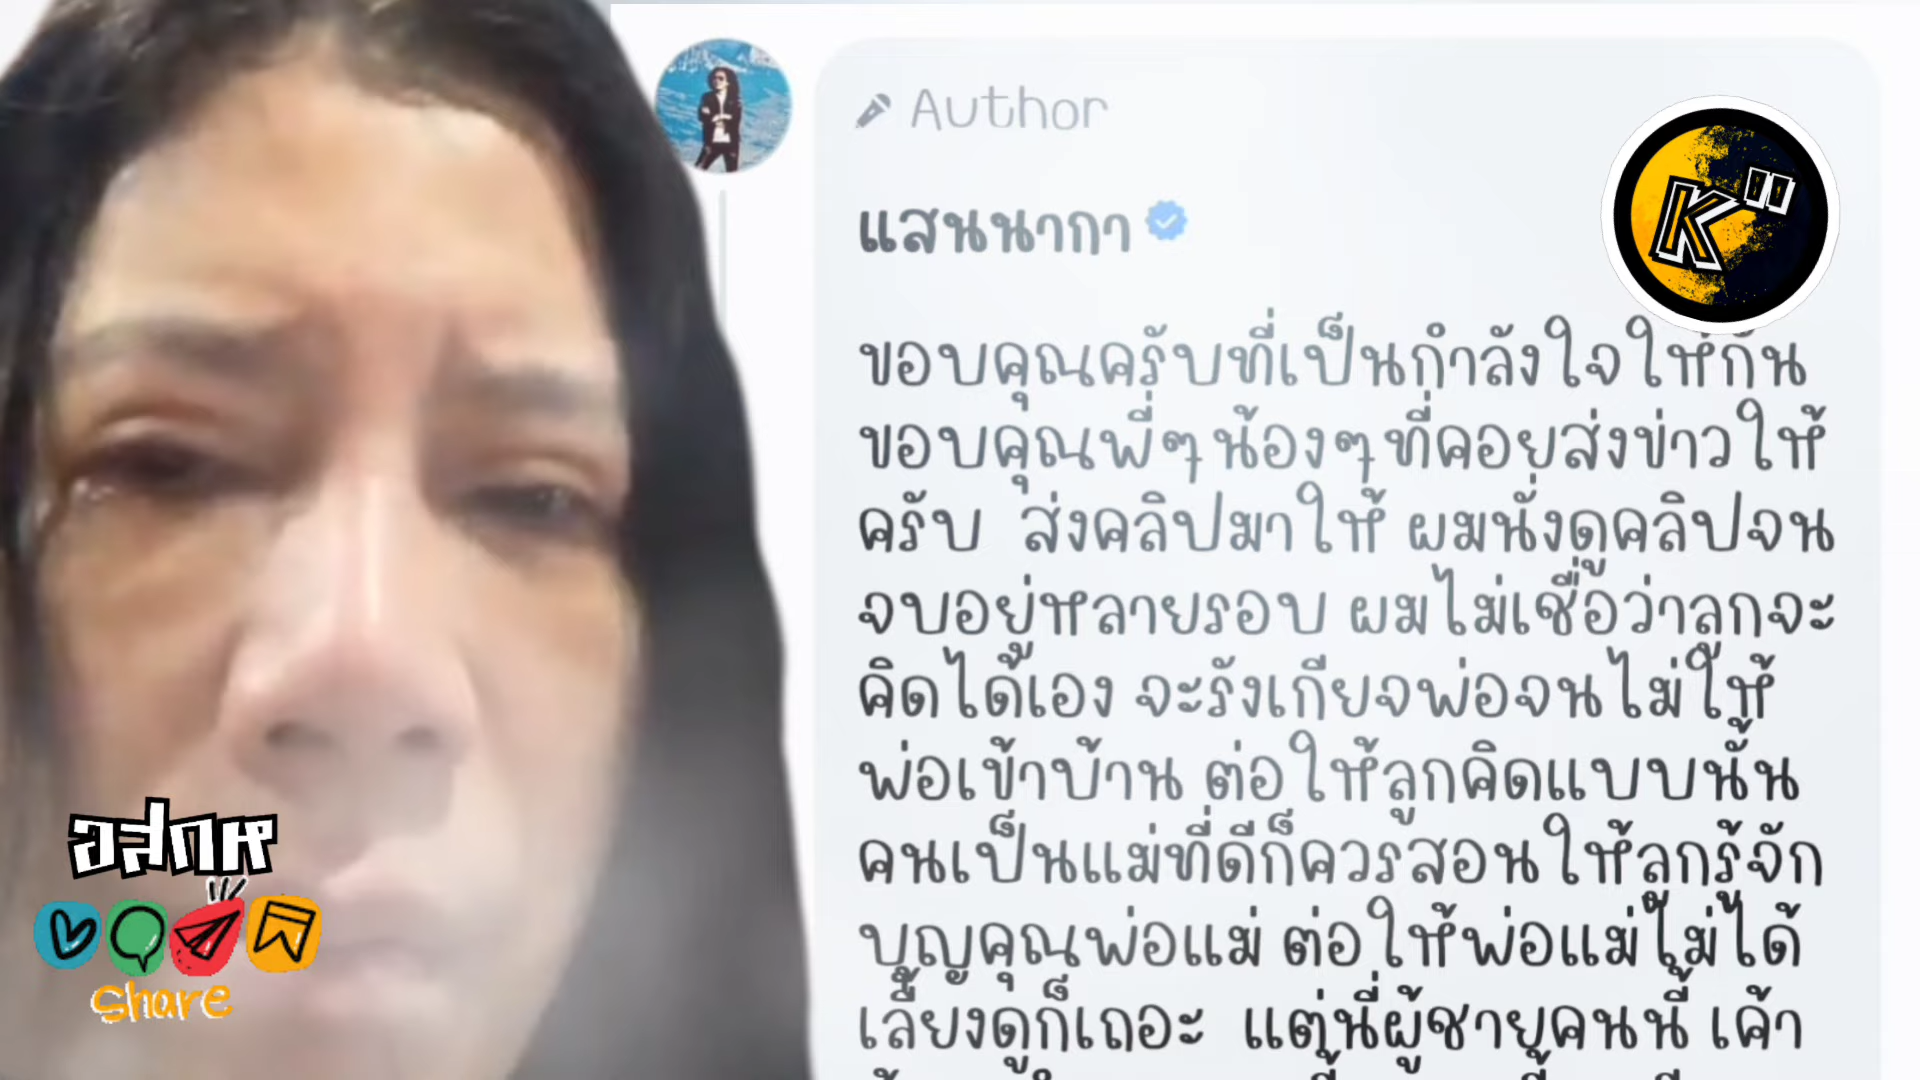 Author
แสนนากา
K"
ขอบคุณครับที่เป็นกำลังใจให้กัน
ขอบคุณพี่ๆน้องๆที่คอยส่งข่าวให้
ครับ ส่งคลิปมาให้ ผมนั่งดูคลิปจน
จบอยู่หลายรอบ ผมไม่เชื่อว่าลูกจะ
คิดได้เอง จะรังเกียจพ่อจนไม่ให้
พ่อเข้าบ้าน ต่อให้ลูกคิดแบบนั้น
คนเป็นแม่ที่ดีก็ควรสอนให้ลูกรู้จัก
บุญคุณพ่อแม่ ต่อให้พ่อแม่ไม่ได้
เลี้ยงดูก็เถอะ แต่นี่ผู้ชายคนนี้ เค้า
อสกห
Share